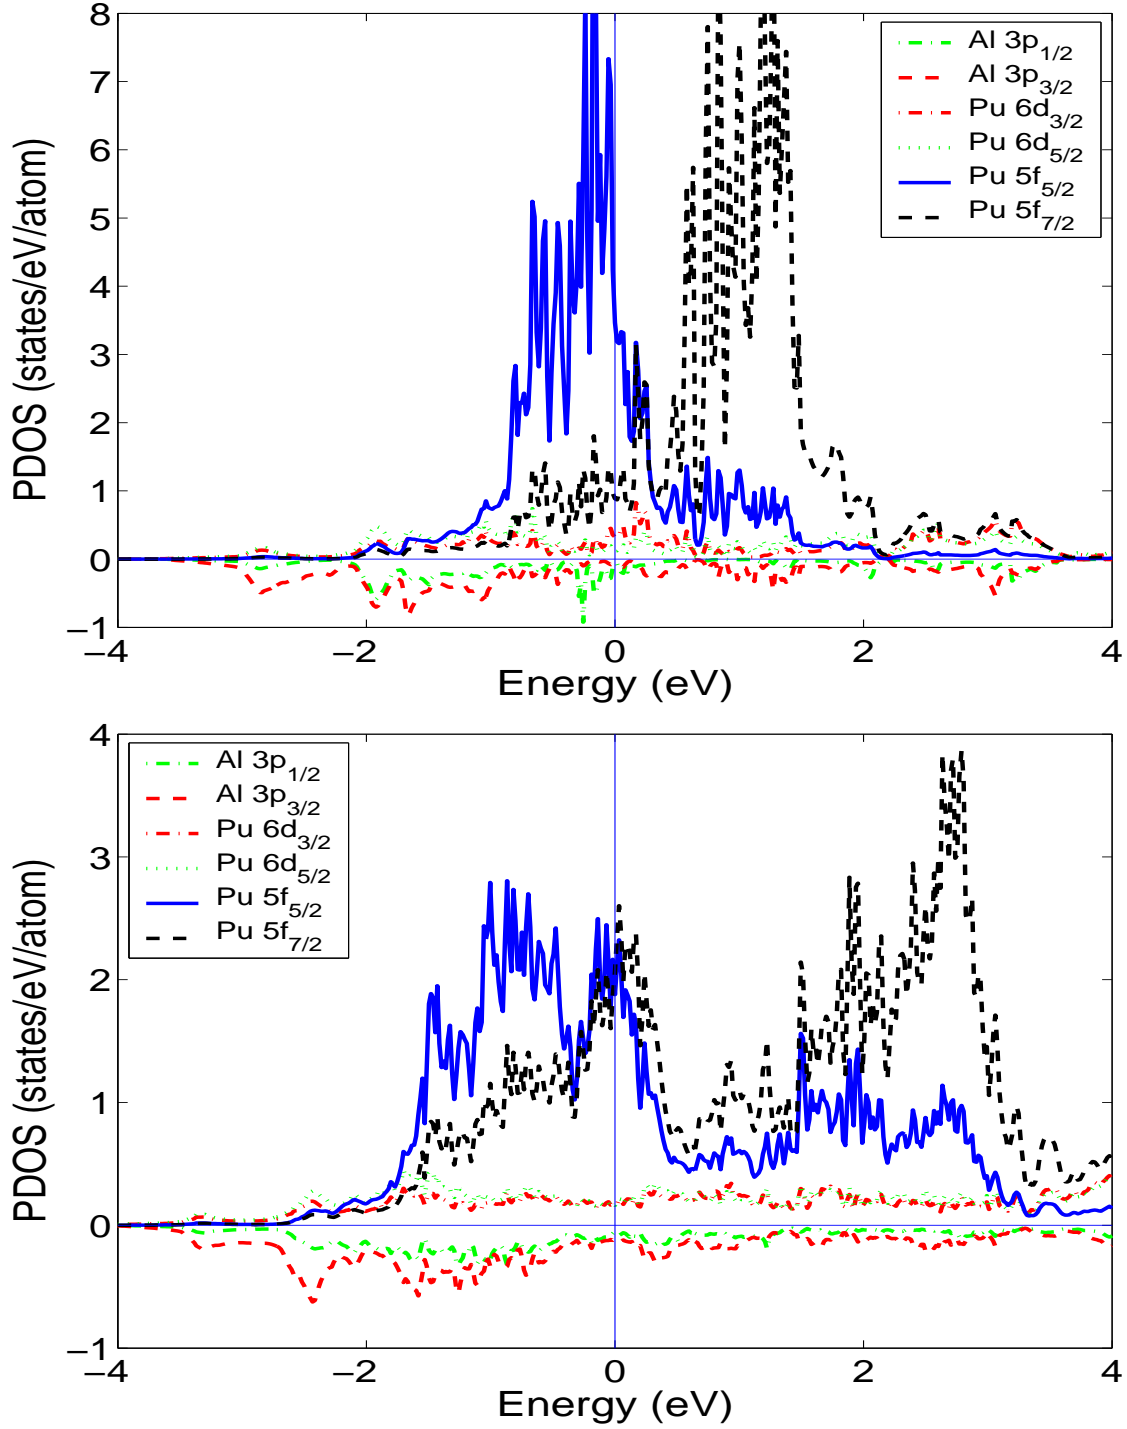 8
7
6
5
4
3
2
1
0
−1
PDOS (states/eV/atom)
Al 3p1/2
Al 3p3/2
Pu 6d3/2
Pu 6d5/2
Pu 5f5/2
Pu 5f7/2
−4 −2 0 2 4
Energy (eV)
4
3
2
1
0
−1
PDOS (states/eV/atom)
Al 3p1/2
Al 3p3/2
Pu 6d3/2
Pu 6d5/2
Pu 5f5/2
Pu 5f7/2
−4 −2 0 2 4
Energy (eV)